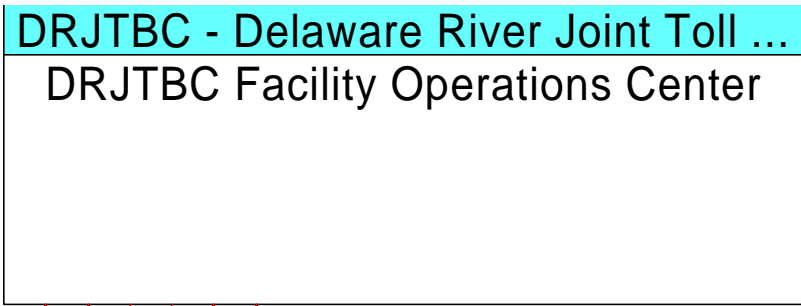 DRJTBC - Delaware River Joint Toll ...
DRJTBC Facility Operations Center